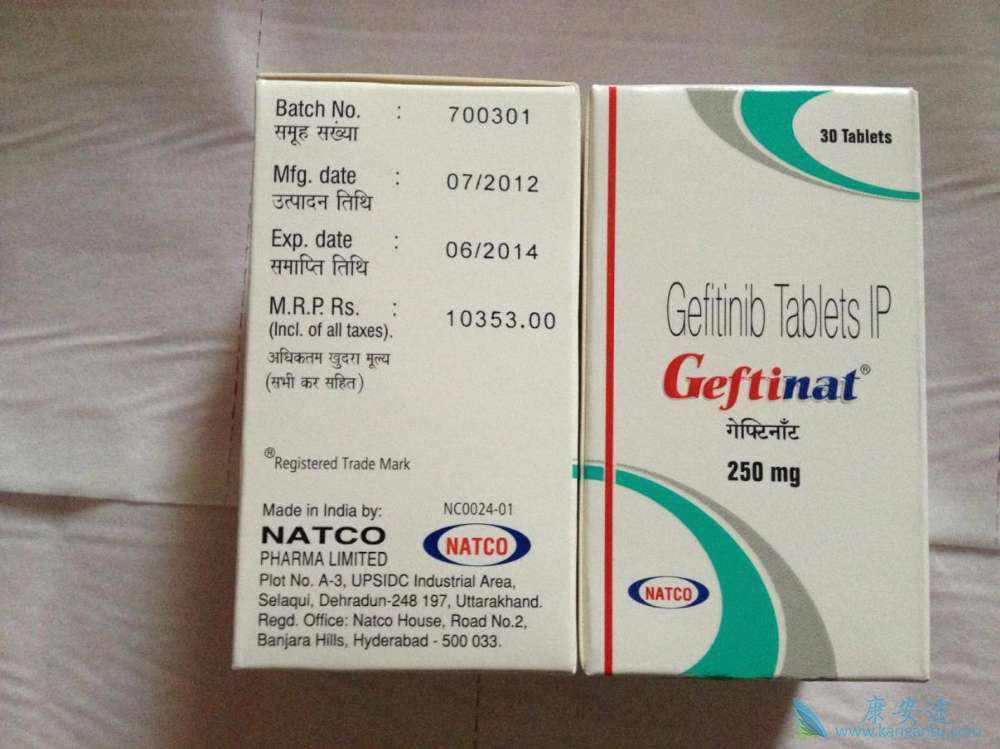 Batch No. : 700301
समूह संख्या
Mfg. date : 07/2012
उत्पादन तिथि
Exp. date : 06/2014
समाप्ति तिथि
M.R.P. Rs. : 10353.00
(Incl. of all taxes).
अधिकतम खुदरा मूल्य
(सभी कर सहित)
®Registered Trade Mark
Made in India by: NC0024-01
NATCO
PHARMA LIMITED
NATCO
Plot No. A-3, UPSIDC Industrial Area,
Selaqui, Dehradun-248 197, Uttarakhand.
Regd. Office: Natco House, Road No.2,
Banjara Hills, Hyderabad - 500 033.
30 Tablets
Gefitinib Tablets IP
Geftinat®
गेफ्टिनॉंट
250 mg
NATCO
康安途